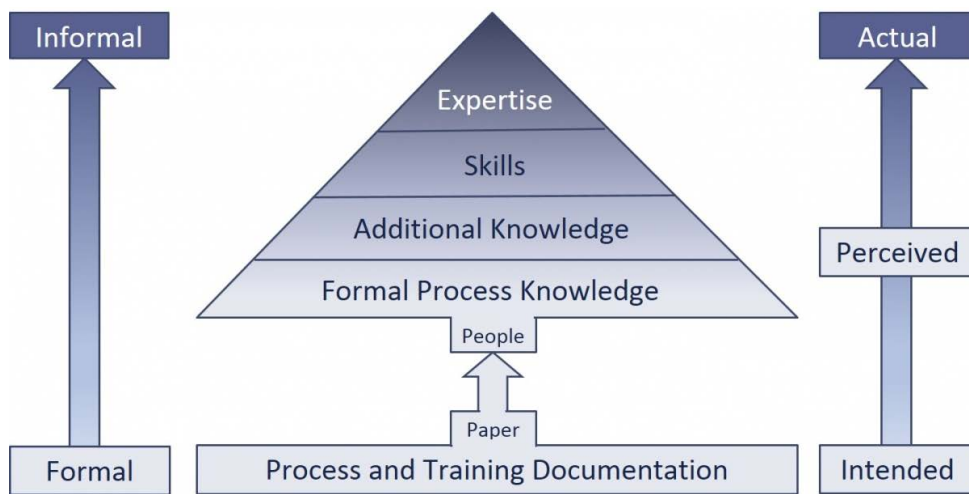 Informal
Expertise
Actual
Skills
Additional Knowledge
Perceived
Formal Process Knowledge
People
Paper
Formal
Process and Training Documentation
Intended